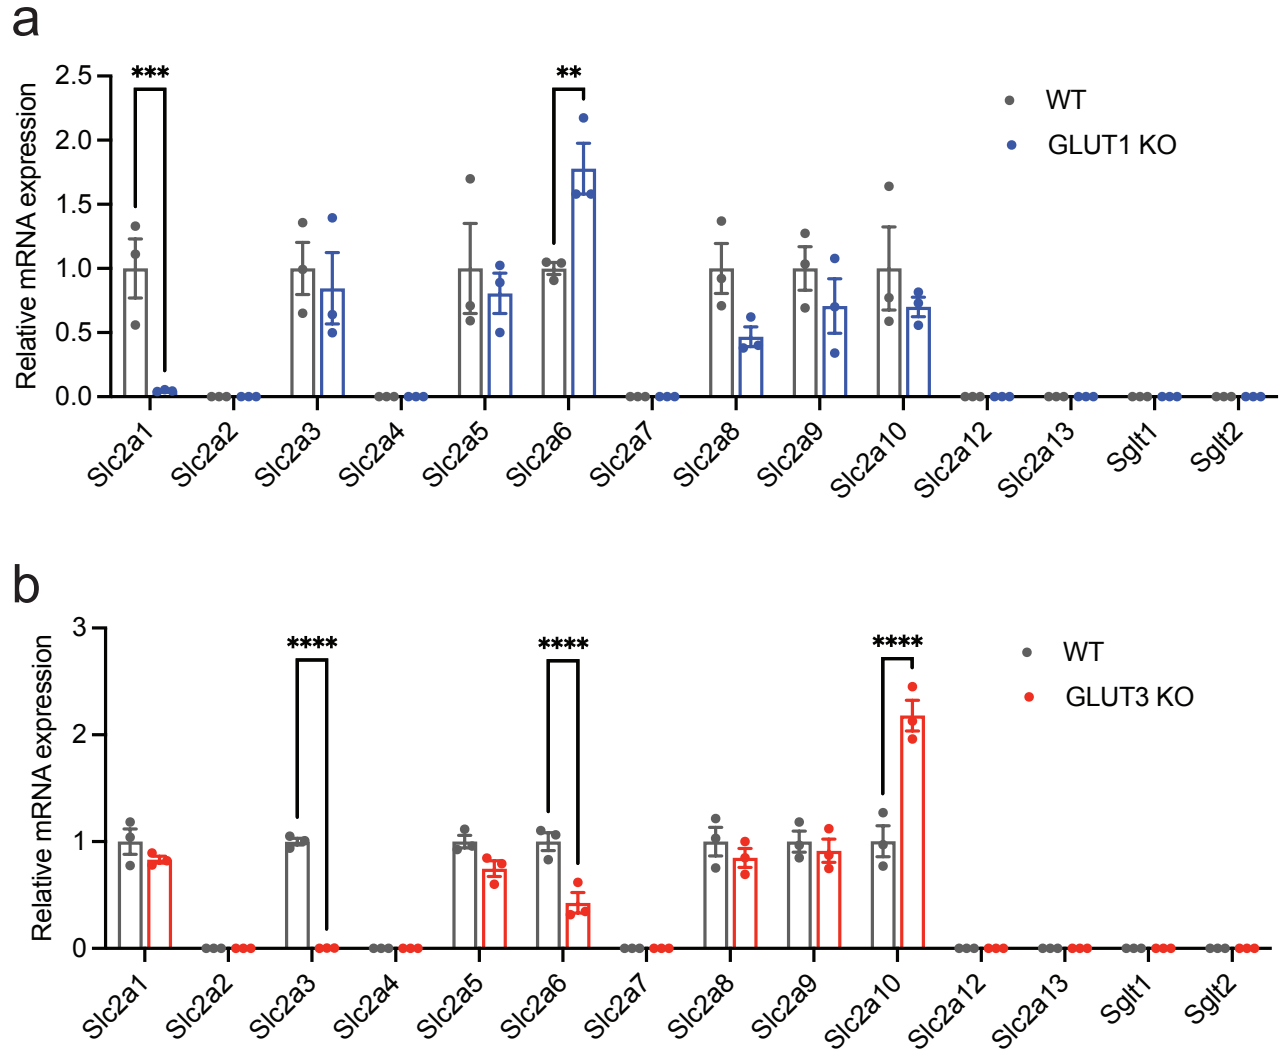 a
***
**
2.5
2.0
1.5
1.0
0.5
0.0
Relative mRNA expression
WT
GLUT1 KO
Slc2a1
Slc2a2
Slc2a3
Slc2a4
Slc2a5
Slc2a6
Slc2a7
Slc2a8
Slc2a9
Slc2a10
Slc2a12
Slc2a13
Sglt1
Sglt2
b
****
****
****
3
2
1
0
Relative mRNA expression
WT
GLUT3 KO
Slc2a1
Slc2a2
Slc2a3
Slc2a4
Slc2a5
Slc2a6
Slc2a7
Slc2a8
Slc2a9
Slc2a10
Slc2a12
Slc2a13
Sglt1
Sglt2